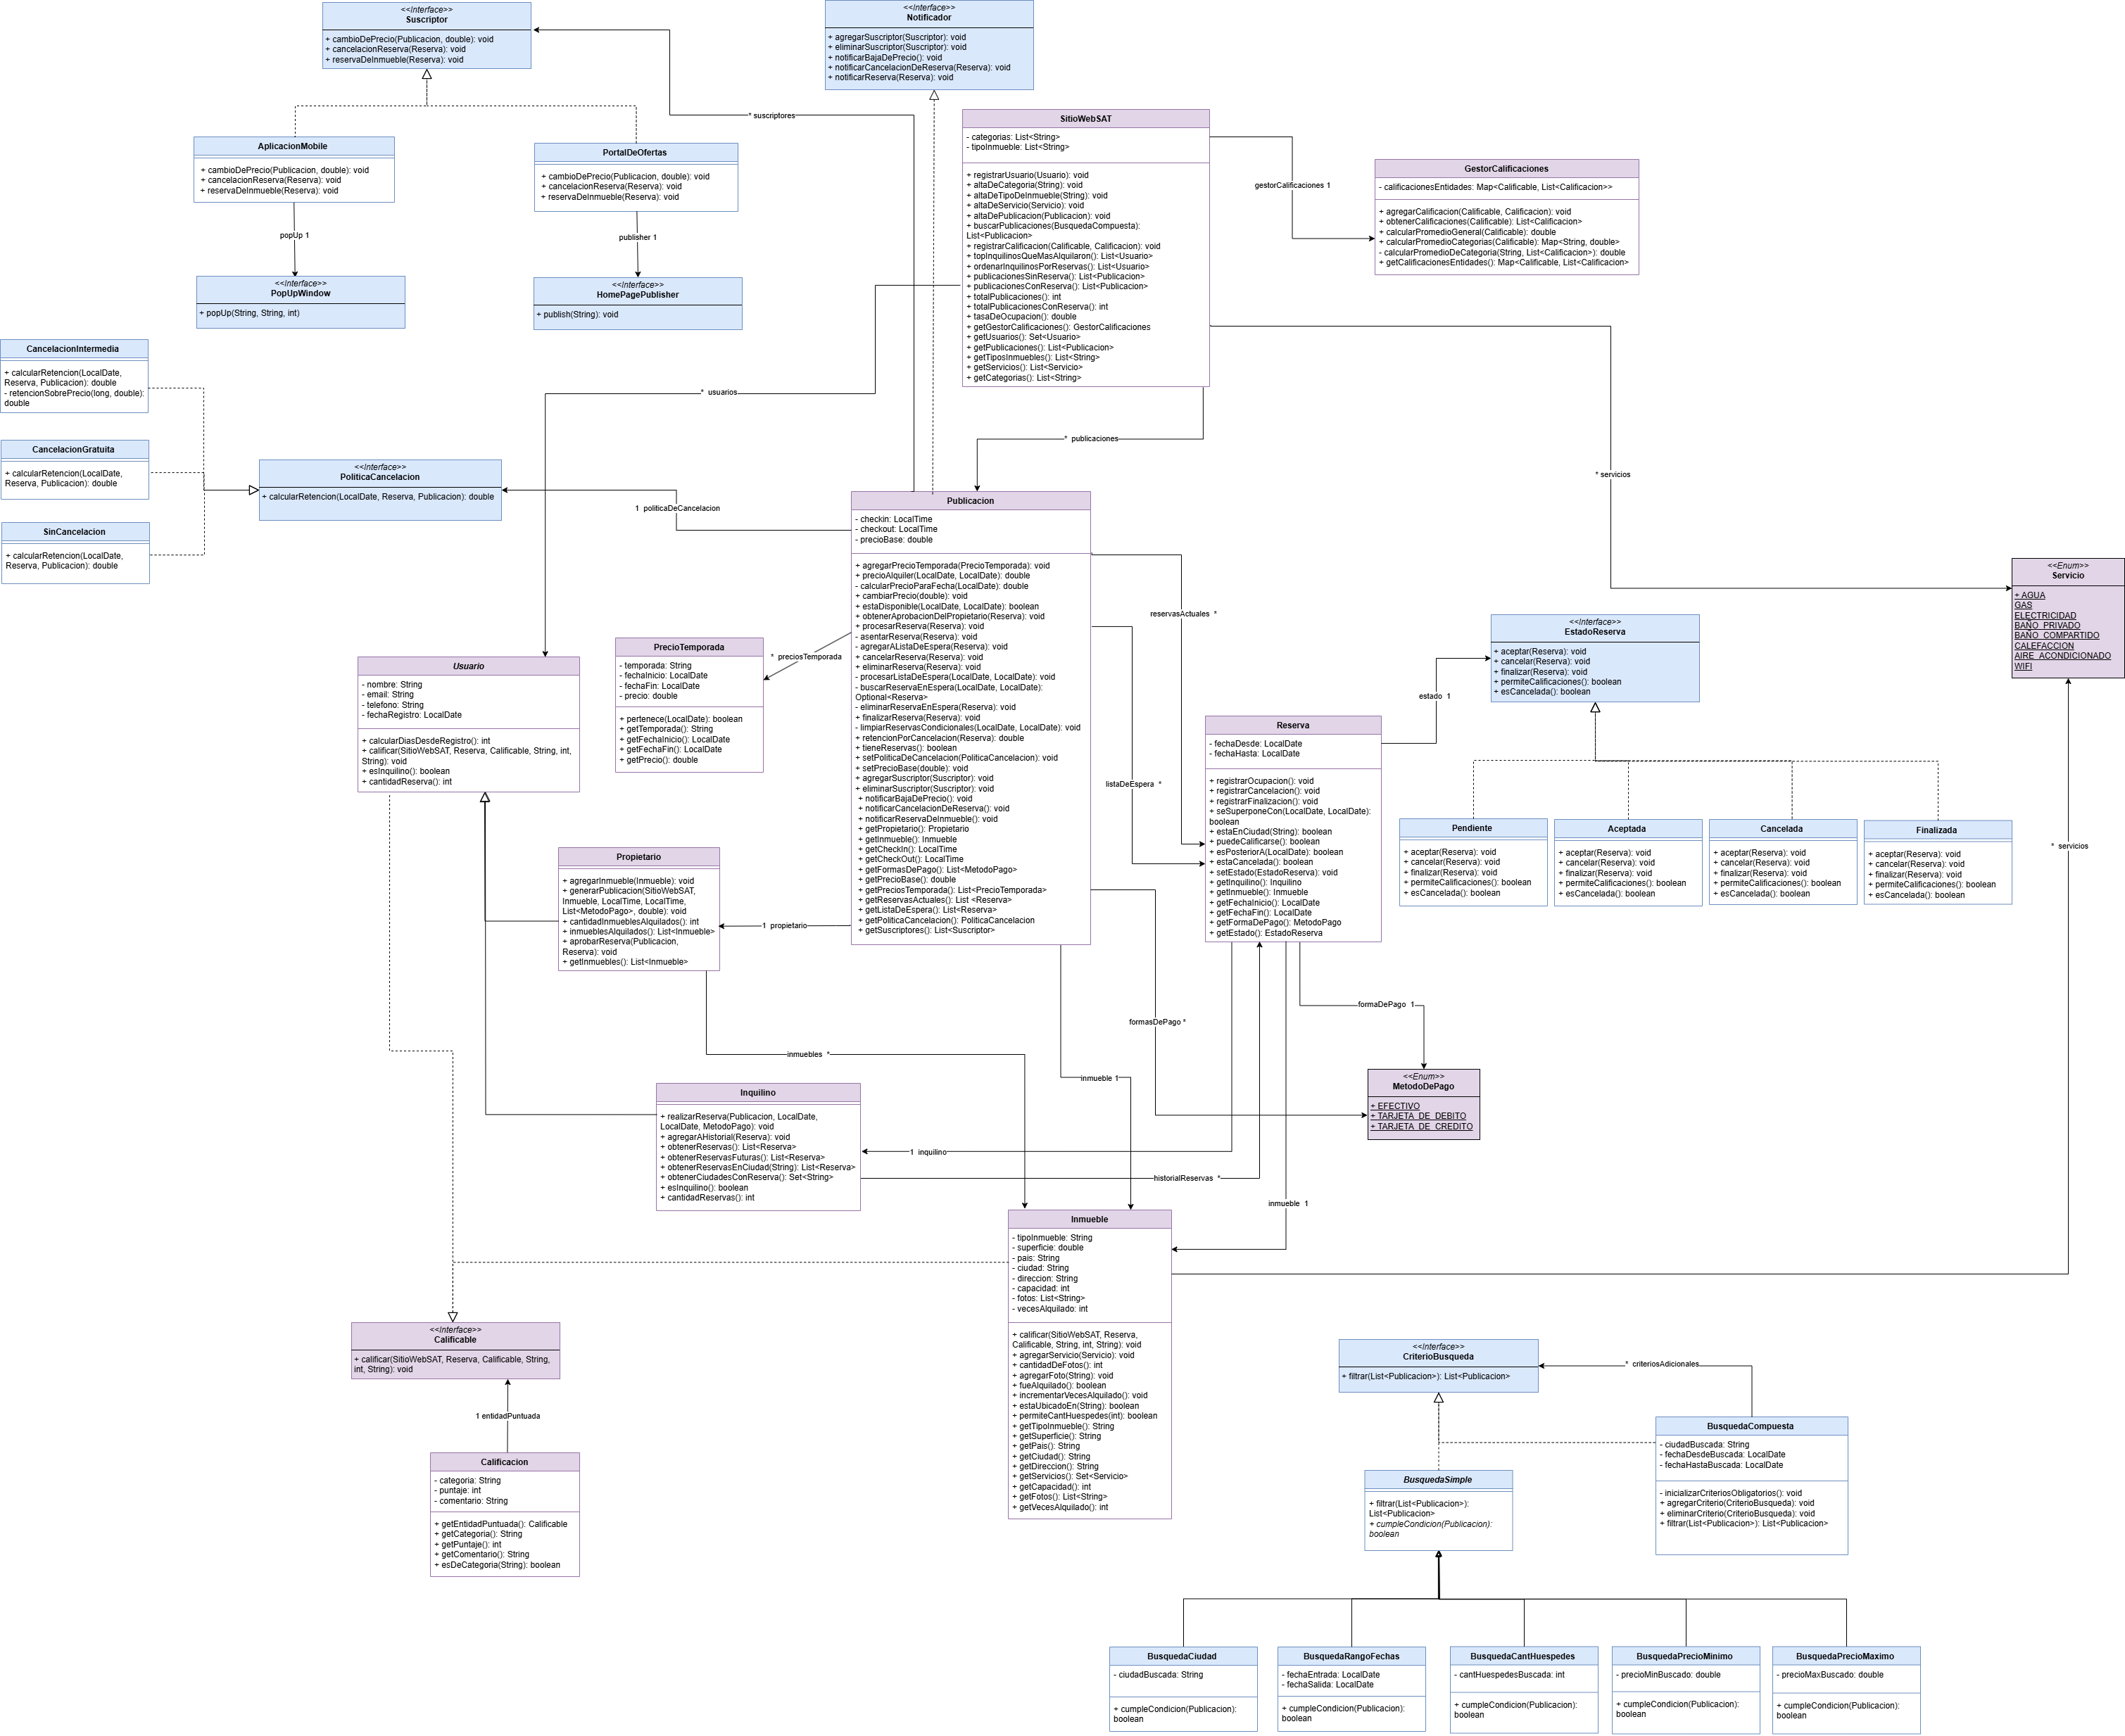 <<Interface>>
Suscriptor
+ cambioDePrecio(Publicacion, double): void
+ cancelacionReserva(Reserva): void
+ reservaDeInmueble(Reserva): void
<<Interface>>
Notificador
+ agregarSuscriptor(Suscriptor): void
+ eliminarSuscriptor(Suscriptor): void
+ notificarBajaDePrecio(): void
+ notificarCancelacionDeReserva(Reserva): void
+ notificarReserva(Reserva): void
* suscriptores
AplicacionMobile
+ cambioDePrecio(Publicacion, double): void
+ cancelacionReserva(Reserva): void
+ reservaDeInmueble(Reserva): void
PortalDeOfertas
+ cambioDePrecio(Publicacion, double): void
+ cancelacionReserva(Reserva): void
+ reservaDeInmueble(Reserva): void
popUp 1
publisher 1
<<Interface>>
PopUpWindow
+ popUp(String, String, int)
<<Interface>>
HomePagePublisher
+ publish(String): void
SitioWebSAT
- categorias: List<String>
- tipoInmueble: List<String>
+ registrarUsuario(Usuario): void
+ altaDeCategoria(String): void
+ altaDeTipoDeInmueble(String): void
+ altaDeServicio(Servicio): void
+ altaDePublicacion(Publicacion): void
+ buscarPublicaciones(BusquedaCompuesta):
List<Publicacion>
+ registrarCalificacion(Calificable, Calificacion): void
+ topInquilinosQueMasAlquilaron(): List<Usuario>
+ ordenarInquilinosPorReservas(): List<Usuario>
+ publicacionesSinReserva(): List<Publicacion>
+ publicacionesConReserva(): List<Publicacion>
+ totalPublicaciones(): int
+ totalPublicacionesConReserva(): int
+ tasaDeOcupacion(): double
+ getGestorCalificaciones(): GestorCalificaciones
+ getUsuarios(): Set<Usuario>
+ getPublicaciones(): List<Publicacion>
+ getTiposInmuebles(): List<String>
+ getServicios(): List<Servicio>
+ getCategorias(): List<String>
gestorCalificaciones 1
GestorCalificaciones
- calificacionesEntidades: Map<Calificable, List<Calificacion>>
+ agregarCalificacion(Calificable, Calificacion): void
+ obtenerCalificaciones(Calificable): List<Calificacion>
+ calcularPromedioGeneral(Calificable): double
+ calcularPromedioCategorias(Calificable): Map<String, double>
- calcularPromedioDeCategoria(String, List<Calificacion>): double
+ getCalificacionesEntidades(): Map<Calificable, List<Calificacion>
* usuarios
* publicaciones
* servicios
CancelacionIntermedia
+ calcularRetencion(LocalDate,
Reserva, Publicacion): double
- retencionSobrePrecio(long, double):
double
CancelacionGratuita
+ calcularRetencion(LocalDate,
Reserva, Publicacion): double
SinCancelacion
+ calcularRetencion(LocalDate,
Reserva, Publicacion): double
<<Interface>>
PoliticaCancelacion
+ calcularRetencion(LocalDate, Reserva, Publicacion): double
1 politicaDeCancelacion
Publicacion
- checkin: LocalTime
- checkout: LocalTime
- precioBase: double
+ agregarPrecioTemporada(PrecioTemporada): void
+ precioAlquiler(LocalDate, LocalDate): double
- calcularPrecioParaFecha(LocalDate): double
+ cambiarPrecio(double): void
+ estaDisponible(LocalDate, LocalDate): boolean
+ obtenerAprobacionDelPropietario(Reserva): void
+ procesarReserva(Reserva): void
- asentarReserva(Reserva): void
- agregarAListaDeEspera(Reserva): void
+ cancelarReserva(Reserva): void
+ eliminarReserva(Reserva): void
- procesarListaDeEspera(LocalDate, LocalDate): void
- buscarReservaEnEspera(LocalDate, LocalDate):
Optional<Reserva>
- eliminarReservaEnEspera(Reserva): void
+ finalizarReserva(Reserva): void
- limpiarReservasCondicionales(LocalDate, LocalDate): void
+ retencionPorCancelacion(Reserva): double
+ tieneReservas(): boolean
+ setPoliticaDeCancelacion(PoliticaCancelacion): void
+ setPrecioBase(double): void
+ agregarSuscriptor(Suscriptor): void
+ eliminarSuscriptor(Suscriptor): void
+ notificarBajaDePrecio(): void
+ notificarCancelacionDeReserva(): void
+ notificarReservaDeInmueble(): void
+ getPropietario(): Propietario
+ getInmueble(): Inmueble
+ getCheckIn(): LocalTime
+ getCheckOut(): LocalTime
+ getFormasDePago(): List<MetodoPago>
+ getPrecioBase(): double
+ getPreciosTemporada(): List<PrecioTemporada>
+ getReservasActuales(): List <Reserva>
+ getListaDeEspera(): List<Reserva>
+ getPoliticaCancelacion(): PoliticaCancelacion
+ getSuscriptores(): List<Suscriptor>
<<Enum>>
Servicio
+ AGUA
GAS
ELECTRICIDAD
BAÑO_PRIVADO
BAÑO_COMPARTIDO
CALEFACCION
AIRE_ACONDICIONADO
WIFI
reservasActuales *
listaDeEspera *
* preciosTemporada
PrecioTemporada
- temporada: String
- fechaInicio: LocalDate
- fechaFin: LocalDate
- precio: double
+ pertenece(LocalDate): boolean
+ getTemporada(): String
+ getFechaInicio(): LocalDate
+ getFechaFin(): LocalDate
+ getPrecio(): double
Usuario
- nombre: String
- email: String
- telefono: String
- fechaRegistro: LocalDate
+ calcularDiasDesdeRegistro(): int
+ calificar(SitioWebSAT, Reserva, Calificable, String, int,
String): void
+ esInquilino(): boolean
+ cantidadReserva(): int
<<Interface>>
EstadoReserva
+ aceptar(Reserva): void
+ cancelar(Reserva): void
+ finalizar(Reserva): void
+ permiteCalificaciones(): boolean
+ esCancelada(): boolean
estado 1
Reserva
- fechaDesde: LocalDate
- fechaHasta: LocalDate
+ registrarOcupacion(): void
+ registrarCancelacion(): void
+ registrarFinalizacion(): void
+ seSuperponeCon(LocalDate, LocalDate):
boolean
+ estaEnCiudad(String): boolean
+ puedeCalificarse(): boolean
+ esPosteriorA(LocalDate): boolean
+ estaCancelada(): boolean
+ setEstado(EstadoReserva): void
+ getInquilino(): Inquilino
+ getInmueble(): Inmueble
+ getFechaInicio(): LocalDate
+ getFechaFin(): LocalDate
+ getFormaDePago(): MetodoPago
+ getEstado(): EstadoReserva
Pendiente
+ aceptar(Reserva): void
+ cancelar(Reserva): void
+ finalizar(Reserva): void
+ permiteCalificaciones(): boolean
+ esCancelada(): boolean
Aceptada
+ aceptar(Reserva): void
+ cancelar(Reserva): void
+ finalizar(Reserva): void
+ permiteCalificaciones(): boolean
+ esCancelada(): boolean
Cancelada
+ aceptar(Reserva): void
+ cancelar(Reserva): void
+ finalizar(Reserva): void
+ permiteCalificaciones(): boolean
+ esCancelada(): boolean
Finalizada
+ aceptar(Reserva): void
+ cancelar(Reserva): void
+ finalizar(Reserva): void
+ permiteCalificaciones(): boolean
+ esCancelada(): boolean
* servicios
Propietario
+ agregarInmueble(Inmueble): void
+ generarPublicacion(SitioWebSAT,
Inmueble, LocalTime, LocalTime,
List<MetodoPago>, double): void
+ cantidadInmueblesAlquilados(): int
+ inmueblesAlquilados(): List<Inmueble>
+ aprobarReserva(Publicacion,
Reserva): void
+ getInmuebles(): List<Inmueble>
1 propietario
inmuebles *
inmueble 1
formasDePago *
formaDePago 1
<<Enum>>
MetodoDePago
+ EFECTIVO
+ TARJETA_DE_DEBITO
+ TARJETA_DE_CREDITO
Inquilino
+ realizarReserva(Publicacion, LocalDate,
LocalDate, MetodoPago): void
+ agregarAHistorial(Reserva): void
+ obtenerReservas(): List<Reserva>
+ obtenerReservasFuturas(): List<Reserva>
+ obtenerReservasEnCiudad(String): List<Reserva>
+ obtenerCiudadesConReserva(): Set<String>
+ esInquilino(): boolean
+ cantidadReservas(): int
1 inquilino
historialReservas *
inmueble 1
Inmueble
- tipoInmueble: String
- superficie: double
- pais: String
- ciudad: String
- direccion: String
- capacidad: int
- fotos: List<String>
- vecesAlquilado: int
+ calificar(SitioWebSAT, Reserva,
Calificable, String, int, String): void
+ agregarServicio(Servicio): void
+ cantidadDeFotos(): int
+ agregarFoto(String): void
+ fueAlquilado(): boolean
+ incrementarVecesAlquilado(): void
+ estaUbicadoEn(String): boolean
+ permiteCantHuespedes(int): boolean
+ getTipoInmueble(): String
+ getSuperficie(): String
+ getPais(): String
+ getCiudad(): String
+ getDireccion(): String
+ getServicios(): Set<Servicio>
+ getCapacidad(): int
+ getFotos(): List<String>
+ getVecesAlquilado(): int
<<Interface>>
Calificable
+ calificar(SitioWebSAT, Reserva, Calificable, String,
int, String): void
1 entidadPuntuada
Calificacion
- categoria: String
- puntaje: int
- comentario: String
+ getEntidadPuntuada(): Calificable
+ getCategoria(): String
+ getPuntaje(): int
+ getComentario(): String
+ esDeCategoria(String): boolean
<<Interface>>
CriterioBusqueda
+ filtrar(List<Publicacion>): List<Publicacion>
* criteriosAdicionales
BusquedaCompuesta
- ciudadBuscada: String
- fechaDesdeBuscada: LocalDate
- fechaHastaBuscada: LocalDate
- inicializarCriteriosObligatorios(): void
+ agregarCriterio(CriterioBusqueda): void
+ eliminarCriterio(CriterioBusqueda): void
+ filtrar(List<Publicacion>): List<Publicacion>
BusquedaSimple
+ filtrar(List<Publicacion>):
List<Publicacion>
+ cumpleCondicion(Publicacion):
boolean
BusquedaCiudad
- ciudadBuscada: String
+ cumpleCondicion(Publicacion):
boolean
BusquedaRangoFechas
- fechaEntrada: LocalDate
- fechaSalida: LocalDate
+ cumpleCondicion(Publicacion):
boolean
BusquedaCantHuespedes
- cantHuespedesBuscada: int
+ cumpleCondicion(Publicacion):
boolean
BusquedaPrecioMinimo
- precioMinBuscado: double
+ cumpleCondicion(Publicacion):
boolean
BusquedaPrecioMaximo
- precioMaxBuscado: double
+ cumpleCondicion(Publicacion):
boolean